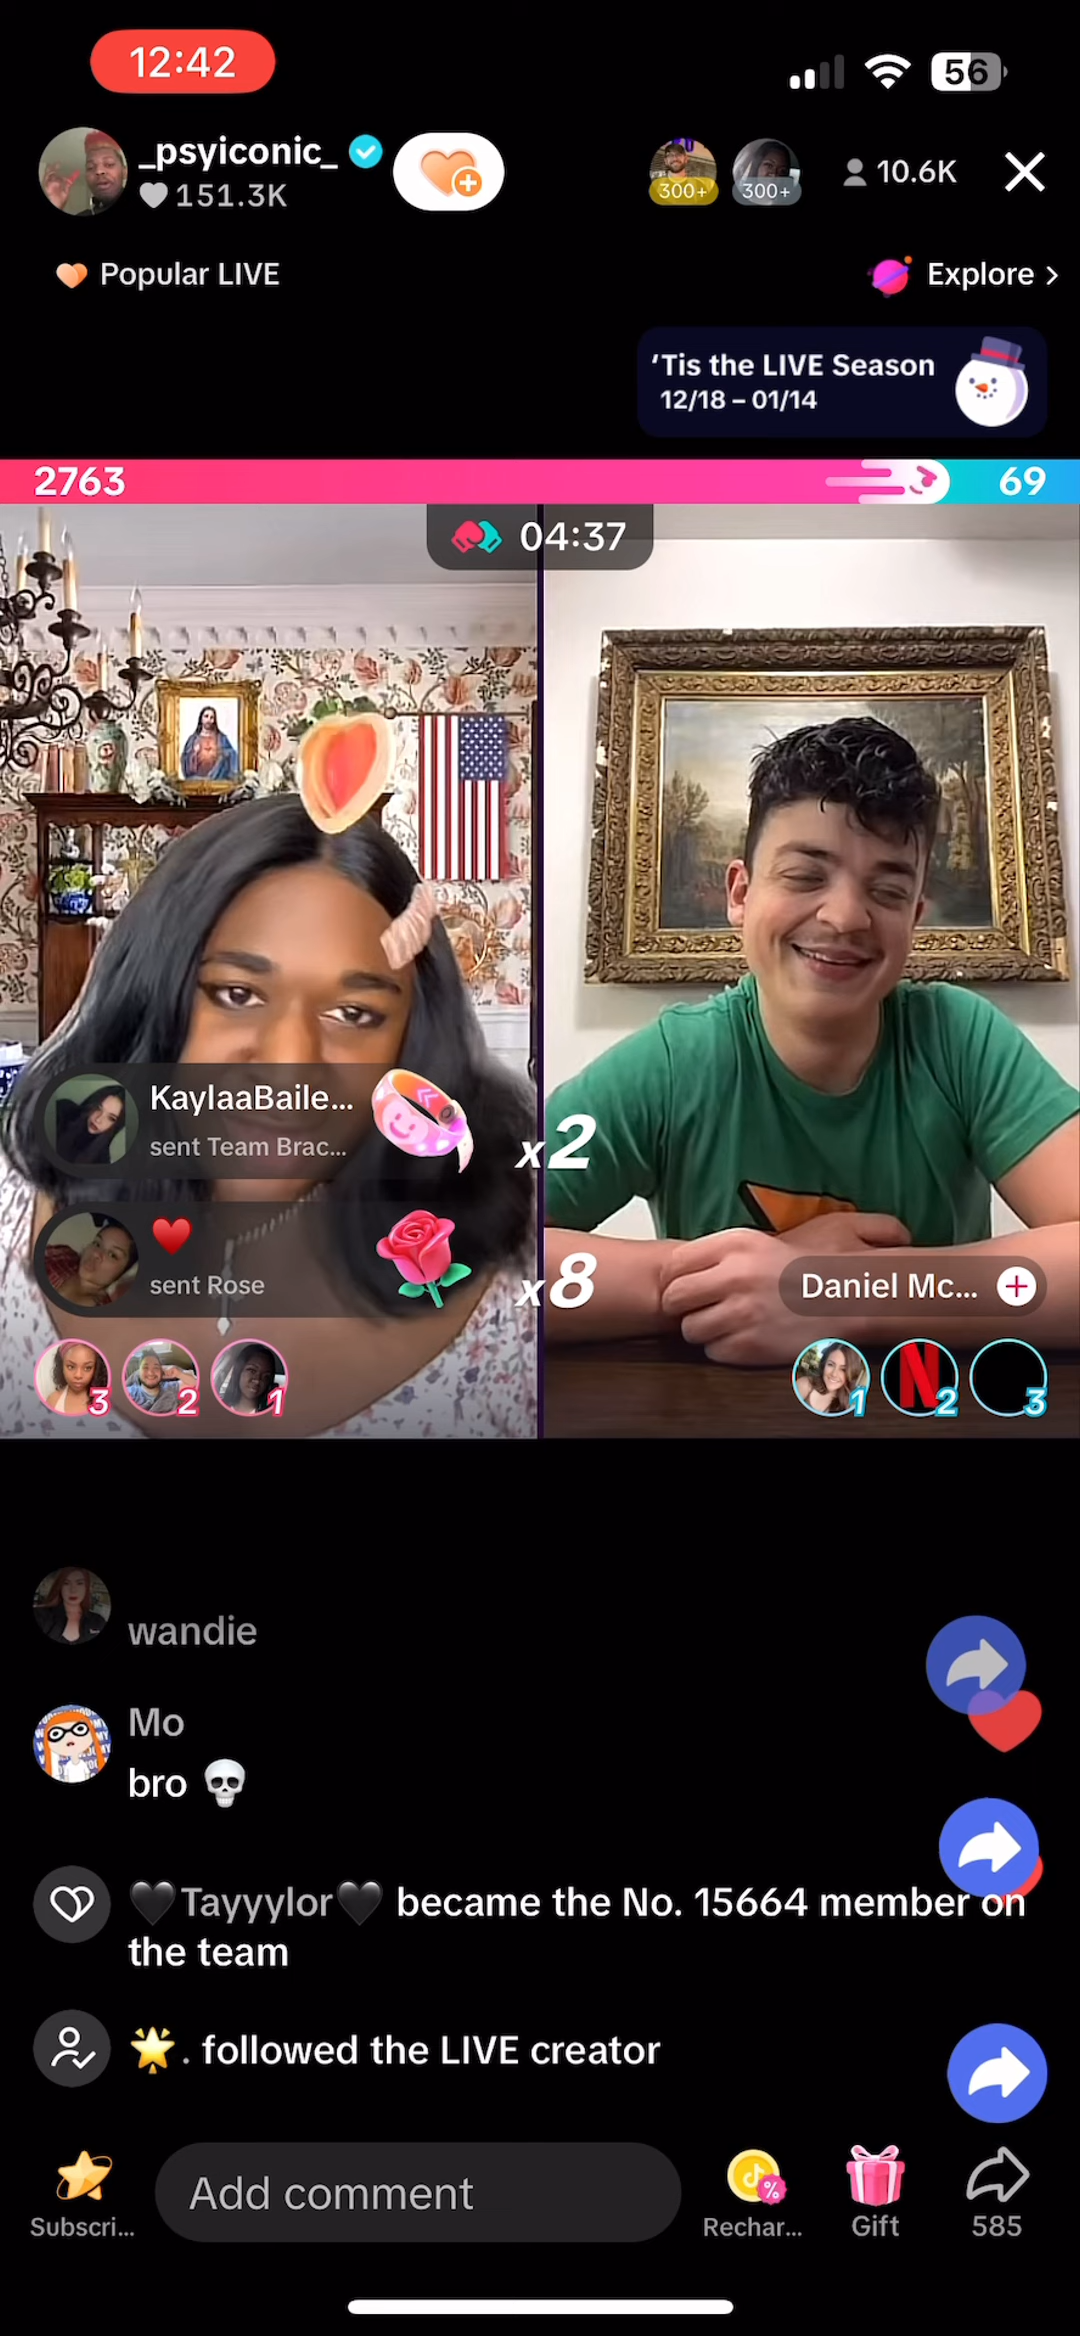 12:42
56
_psyiconic_
151.3K
300+
300+
10.6K
Popular LIVE
Explore >
'Tis the LIVE Season
12/18 – 01/14
2763
69
04:37
KaylaaBaile...
sent Team Brac...
x2
♥️
sent Rose
x8
Daniel Mc...
3
2
1
1
N
2
3
wandie
Mo
bro 💀
🖤Tayyylor🖤 became the No. 15664 member on
the team
🌟. followed the LIVE creator
Subscri...
Add comment
Rechar...
Gift
585